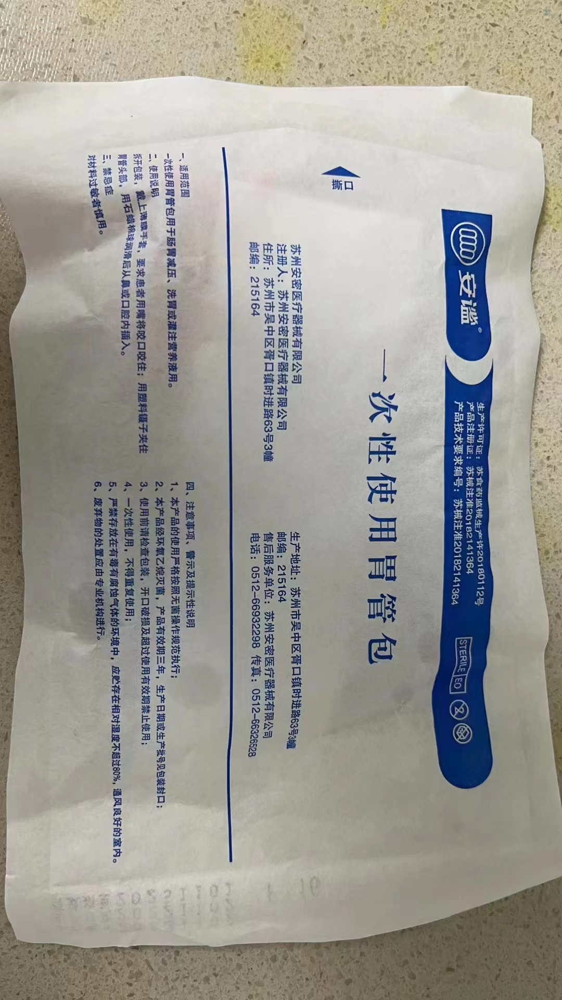 安谧®
生产许可证：苏食药监械生产许20180112号
产品注册证：苏械注准20182141364
产品技术要求编号：苏械注准20182141364
STERILE EO
2
一次性使用胃管包
撕口
苏州安密医疗器械有限公司
注册人：苏州安密医疗器械有限公司
住所：苏州市吴中区胥口镇时进路63号3幢
邮编：215164
生产地址：苏州市吴中区胥口镇时进路63号3幢
邮编：215164
售后服务单位：苏州安密医疗器械有限公司
电话：0512-66932298 传真：0512-66326528
一、适用范围
一次性使用胃管包用于肠胃减压、洗胃或灌注营养液用。
二、使用说明
拆开包装，戴上薄膜手套，要求患者用嘴将咬口咬住；用塑料镊子夹住
胃管头部，用石蜡棉球润滑后从鼻或口腔内插入。
三、禁忌症
对材料过敏者慎用。
四、注意事项、警示及提示性说明
1、本产品的使用严格按照无菌操作规范执行；
2、本产品经环氧乙烷灭菌，产品有效期三年，生产日期或生产批号见包装封口；
3、使用前请检查包装，开口破损及超过使用有效期禁止使用；
4、一次性使用，不得重复使用；
5、严禁存放在有毒有腐蚀气体的环境中，应贮存在相对湿度不超过80%，通风良好的室内。
6、废弃物的处置应由专业机构进行。